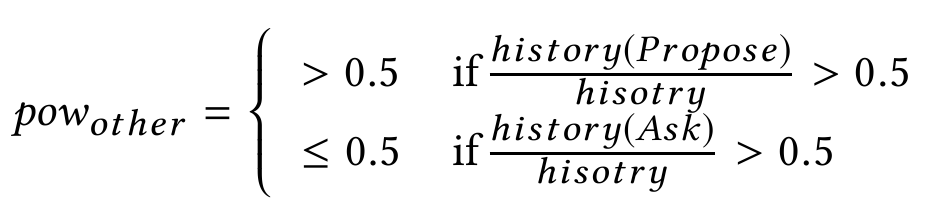 pow_other = { > 0.5 if history(Propose)/hisotry > 0.5
≤ 0.5 if history(Ask)/hisotry > 0.5